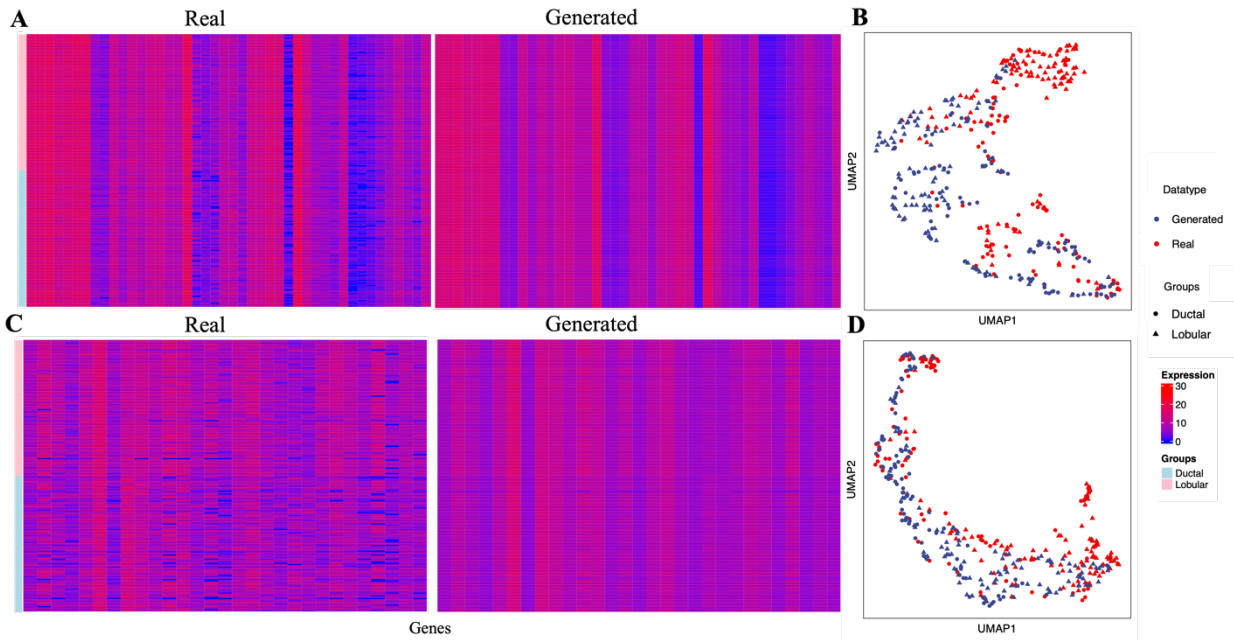 A
Real
Generated
B
UMAP2
UMAP1
Datatype
Generated
Real
Groups
Ductal
Lobular
Expression
30
20
10
0
Groups
Ductal
Lobular
C
Real
Generated
D
UMAP2
UMAP1
Genes